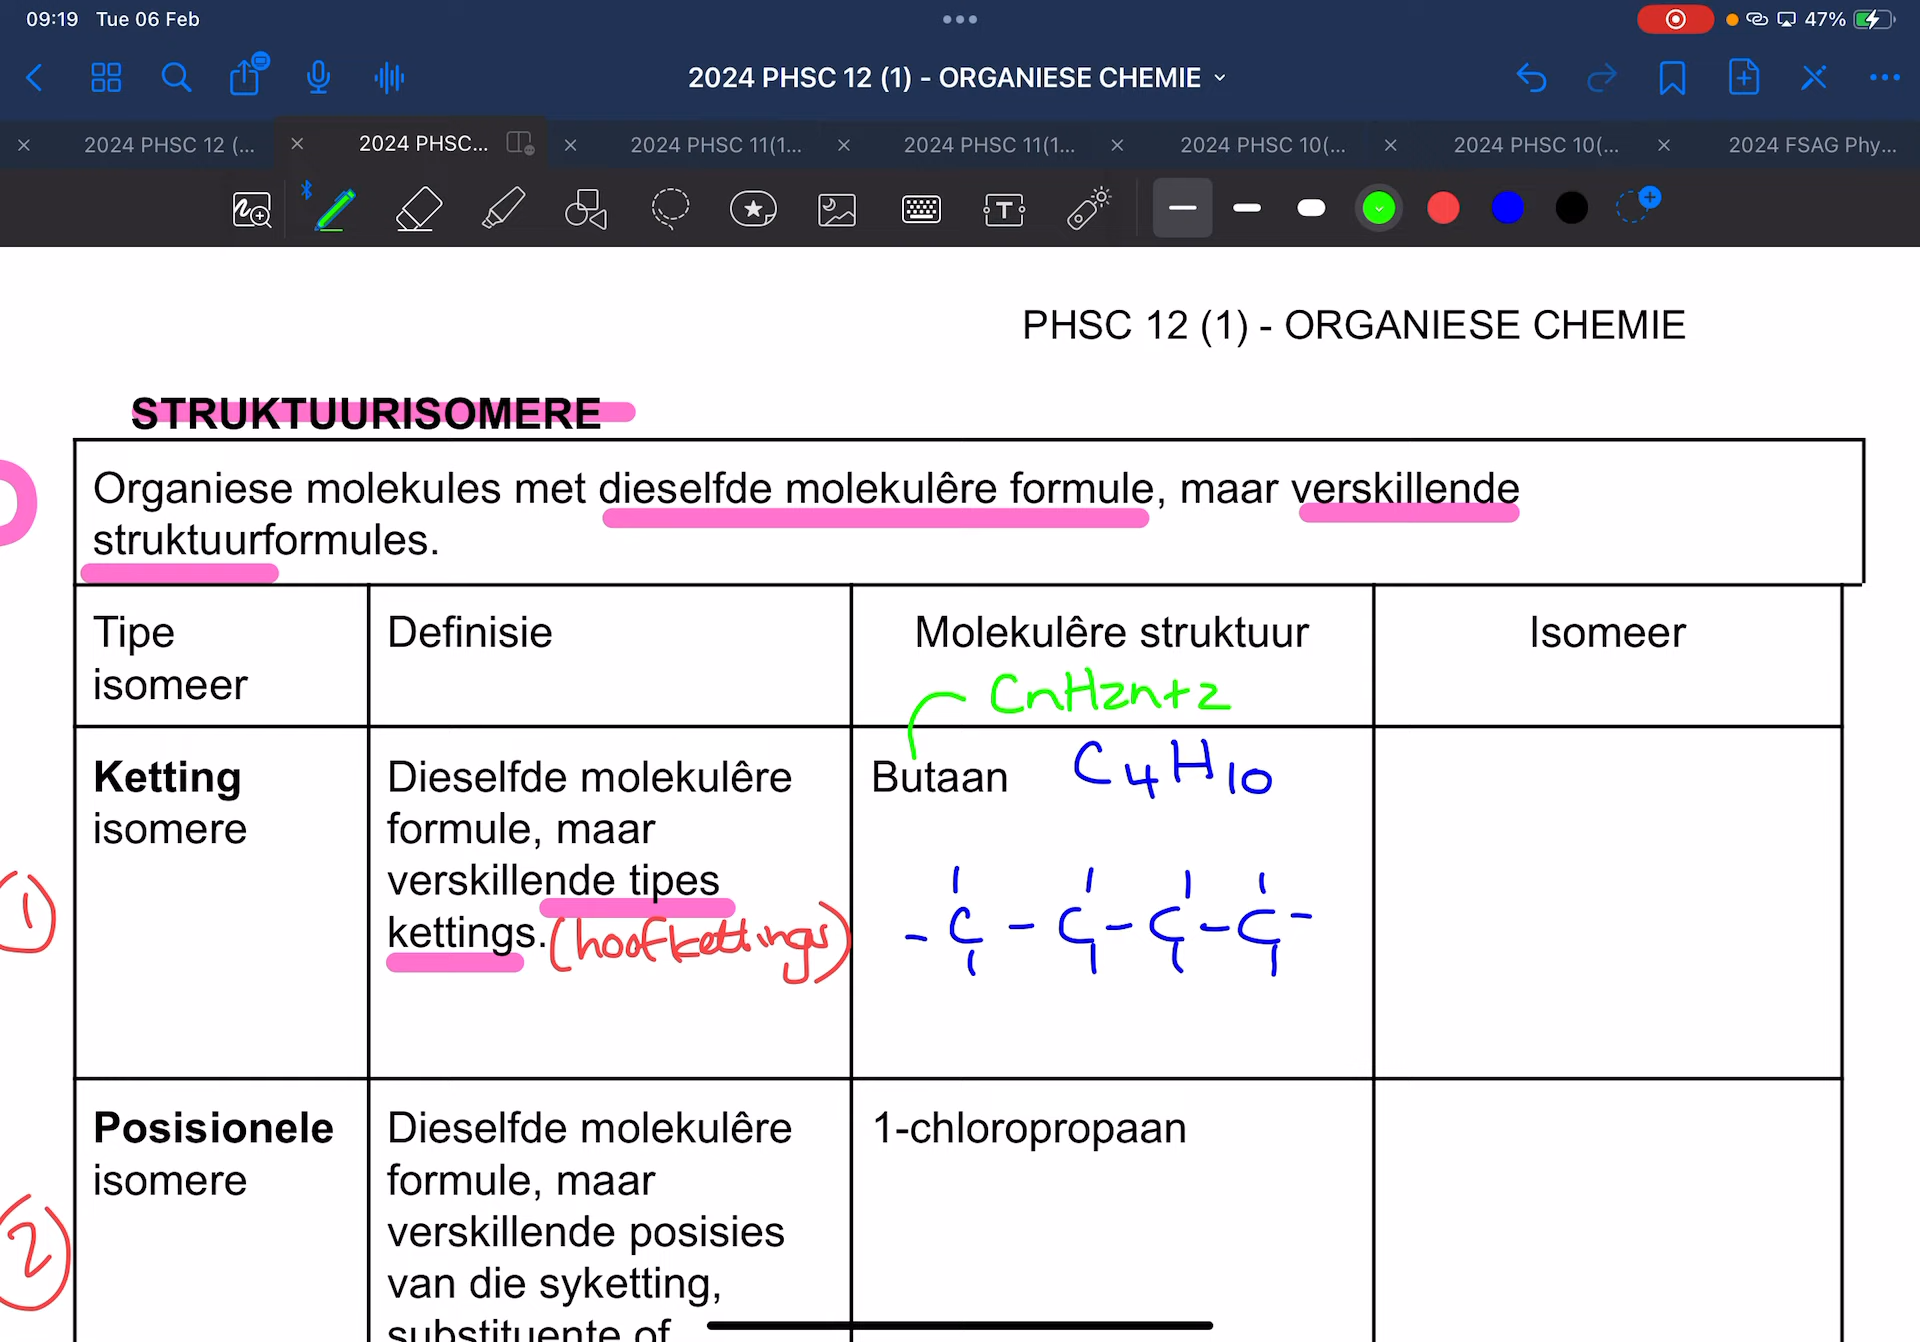 09:19 Tue 06 Feb
47%
2024 PHSC 12 (1) - ORGANIESE CHEMIE
2024 PHSC 12 (...
2024 PHSC...
2024 PHSC 11(1...
2024 PHSC 11(1...
2024 PHSC 10(...
2024 PHSC 10(...
2024 FSAG Phy...
PHSC 12 (1) - ORGANIESE CHEMIE
STRUKTUURISOMERE
Organiese molekules met dieselfde molekulêre formule, maar verskillende
struktuurformules.
Tipe
isomeer
Definisie
Molekulêre struktuur
CnH2n+2
Isomeer
1
Ketting
isomere
Dieselfde molekulêre
formule, maar
verskillende tipes
kettings. (hoofkettings)
Butaan C4H10
- C - C - C - C -
2
Posisionele
isomere
Dieselfde molekulêre
formule, maar
verskillende posisies
van die syketting,
substituente of
1-chloropropaan